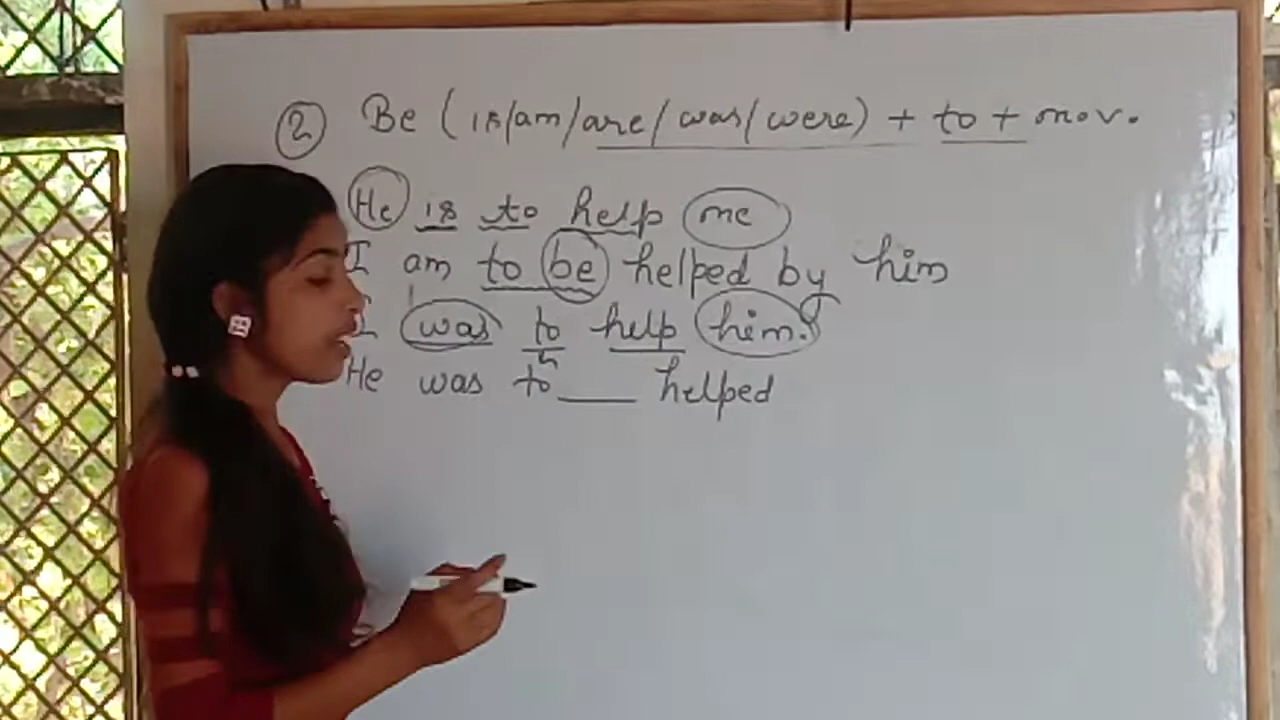 ② Be (is/am/are/was/were) + to + mov.
He is to help me
I am to be helped by him
I was to help him.
He was to ___ helped